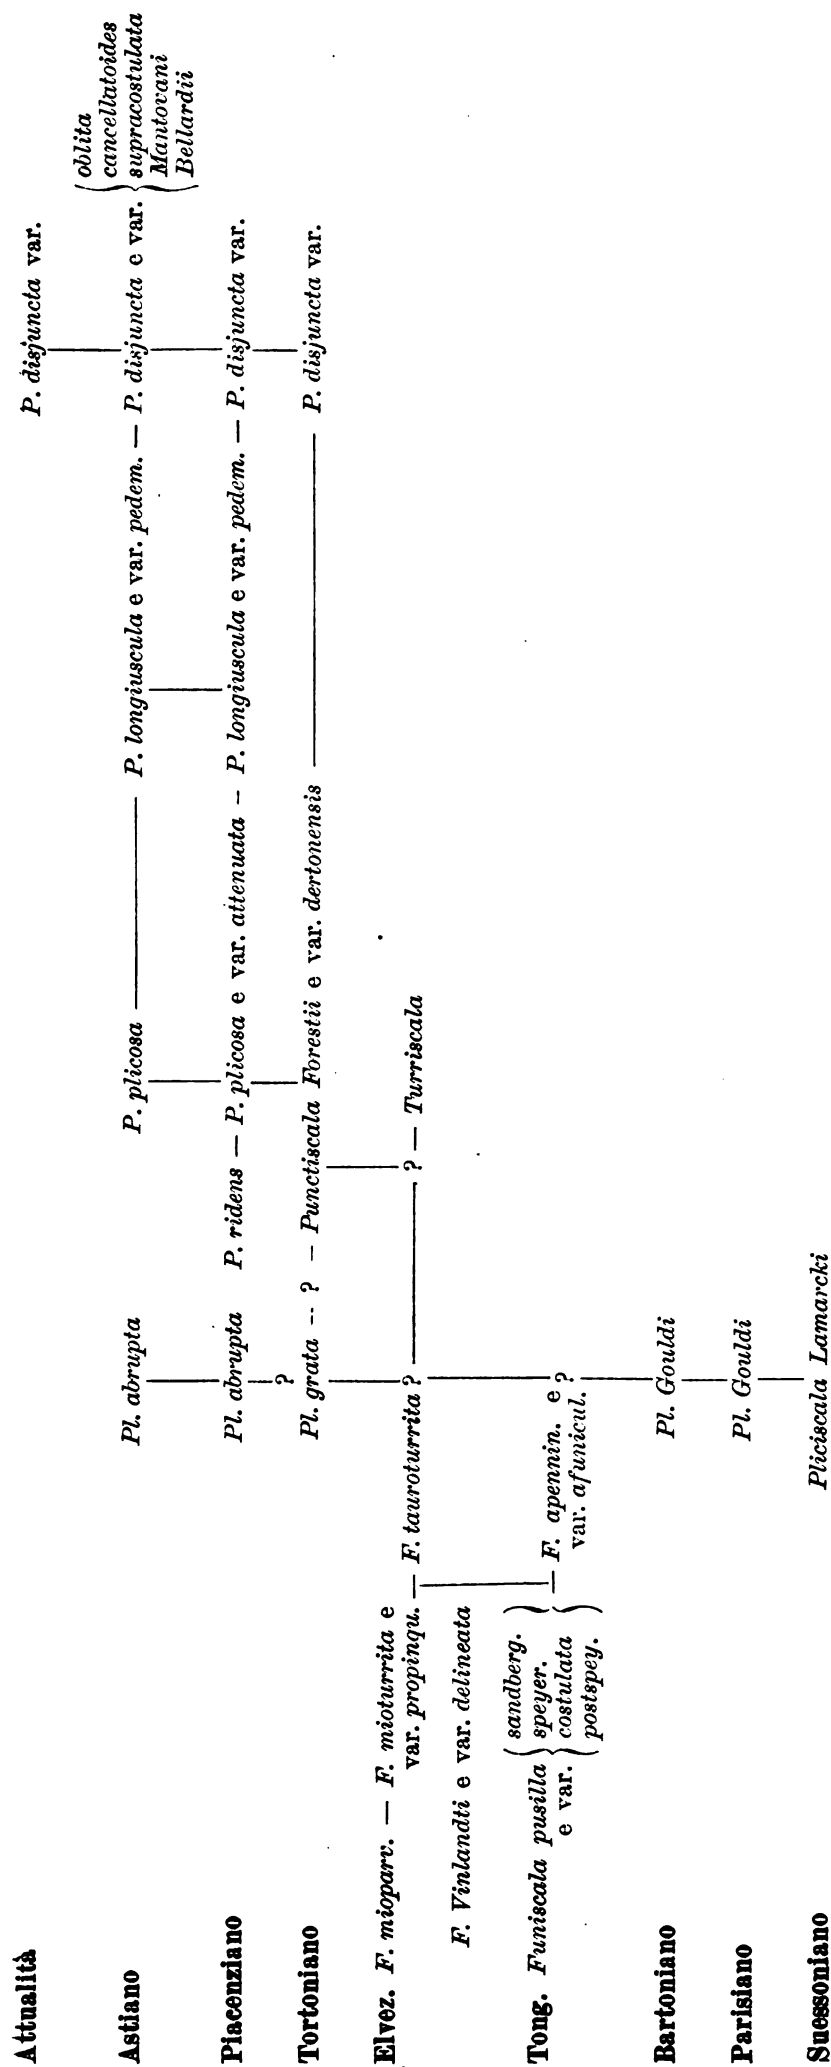 Attualità P. disjuncta var.
Astiano Pl. abrupta P. plicosa — P. longiuscula e var. pedem. — P. disjuncta e var. { oblita
cancellatoides
supracostulata
Mantovani
Bellardii
Piacenziano Pl. abrupta P. ridens — P. plicosa e var. attenuata – P. longiuscula e var. pedem. — P. disjuncta var.
?
Tortoniano Pl. grata -- ? — Punctiscala Forestii e var. dertonensis — P. disjuncta var.
Elvez. F. mioparv. — F. mioturrita e
var. propinqu. — F. tauroturrita ? — ? — Turriscala
F. Vinlandti e var. delineata
Tong. Funiscala pusilla
e var. { sandberg.
speyer.
costulata
postspey. } — F. apennin. e
var. afunicul. ?
Bartoniano Pl. Gouldi
Parisiano Pl. Gouldi
Suessoniano Pliciscala Lamarcki